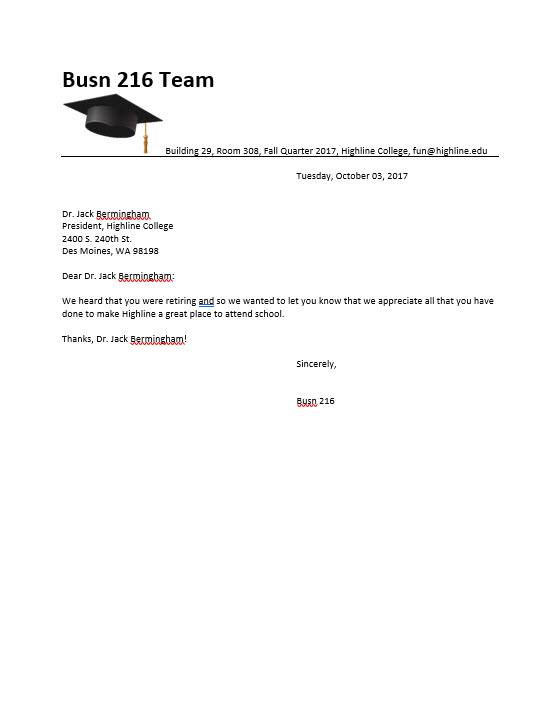 Busn 216 Team
Building 29, Room 308, Fall Quarter 2017, Highline College, fun@highline.edu
Tuesday, October 03, 2017
Dr. Jack Bermingham
President, Highline College
2400 S. 240th St.
Des Moines, WA 98198
Dear Dr. Jack Bermingham:
We heard that you were retiring and so we wanted to let you know that we appreciate all that you have
done to make Highline a great place to attend school.
Thanks, Dr. Jack Bermingham!
Sincerely,
Busn 216